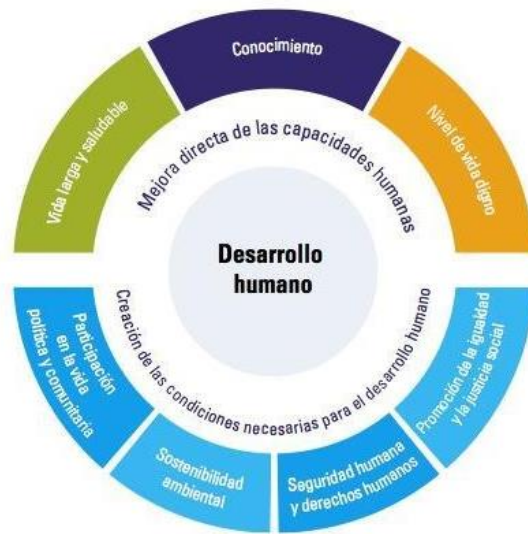 Conocimiento
Vida larga y saludable
Nivel de vida digno
Mejora directa de las capacidades humanas
Desarrollo
humano
Creación de las condiciones necesarias para el desarrollo humano
Participación
en la vida
política y comunitaria
Sostenibilidad
ambiental
Seguridad humana
y derechos humanos
Promoción de la igualdad
y la justicia social